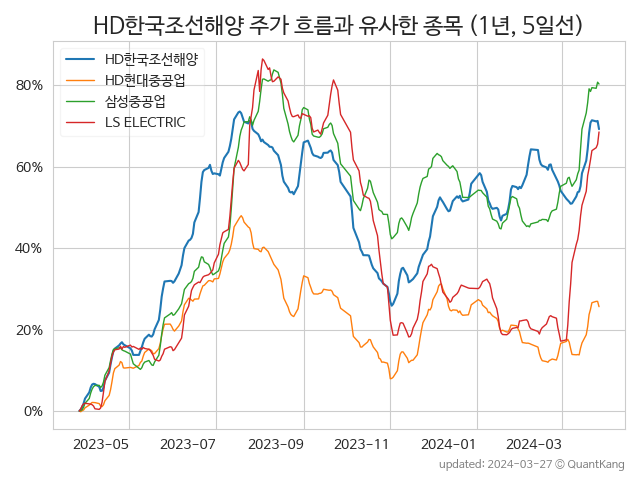 HD한국조선해양 주가 흐름과 유사한 종목 (1년, 5일선)
HD한국조선해양
HD현대중공업
삼성중공업
LS ELECTRIC
80%
60%
40%
20%
0%
2023-05 2023-07 2023-09 2023-11 2024-01 2024-03
updated: 2024-03-27 © QuantKang